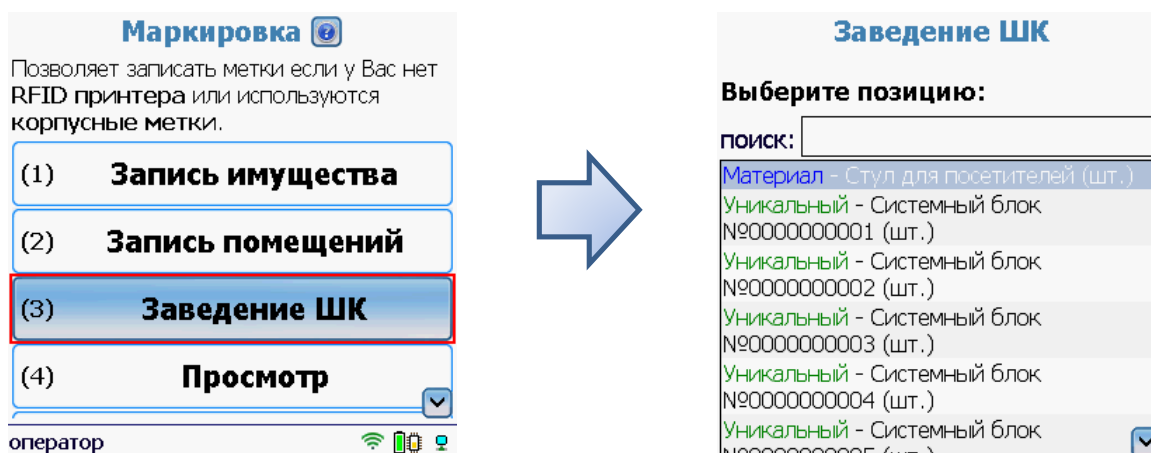 Маркировка
Позволяет записать метки если у Вас нет
RFID принтера или используются
корпусные метки.
(1) Запись имущества
(2) Запись помещений
(3) Заведение ШК
(4) Просмотр
оператор
Заведение ШК
Выберите позицию:
поиск:
Материал - Стул для посетителей (шт.)
Уникальный - Системный блок
№0000000001 (шт.)
Уникальный - Системный блок
№0000000002 (шт.)
Уникальный - Системный блок
№0000000003 (шт.)
Уникальный - Системный блок
№0000000004 (шт.)
Уникальный - Системный блок